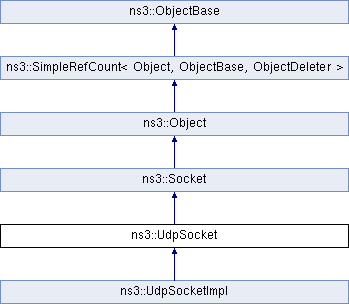 ns3::ObjectBase
ns3::SimpleRefCount< Object, ObjectBase, ObjectDeleter >
ns3::Object
ns3::Socket
ns3::UdpSocket
ns3::UdpSocketImpl